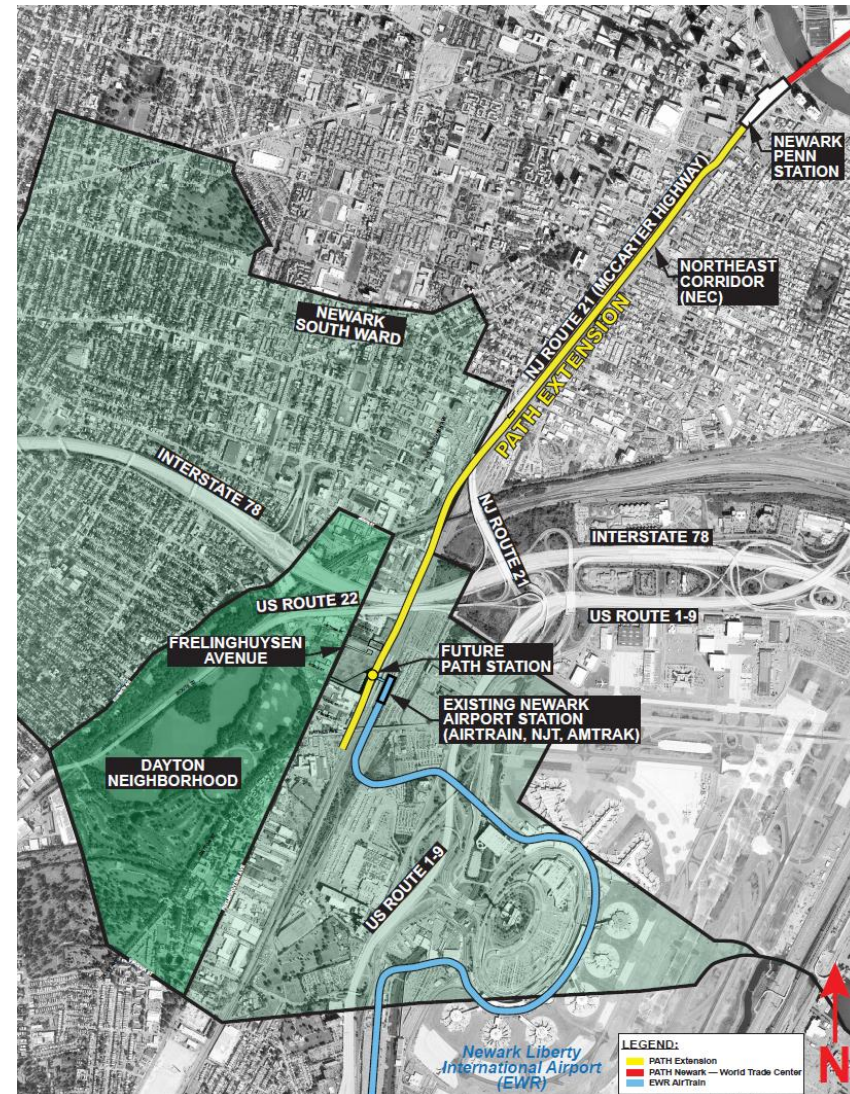 NEWARK
PENN
STATION
NJ ROUTE 21 (MCCARTER HIGHWAY)
NORTHEAST
CORRIDOR
(NEC)
PATH EXTENSION
NEWARK
SOUTH WARD
INTERSTATE 78
NJ ROUTE 21
INTERSTATE 78
US ROUTE 22
US ROUTE 1-9
FRELINGHUYSEN
AVENUE
FUTURE
PATH STATION
EXISTING NEWARK
AIRPORT STATION
(AIRTRAIN, NJT, AMTRAK)
DAYTON
NEIGHBORHOOD
US ROUTE 1-9
Newark Liberty
International Airport
(EWR)
LEGEND:
PATH Extension
PATH Newark — World Trade Center
EWR AirTrain
N